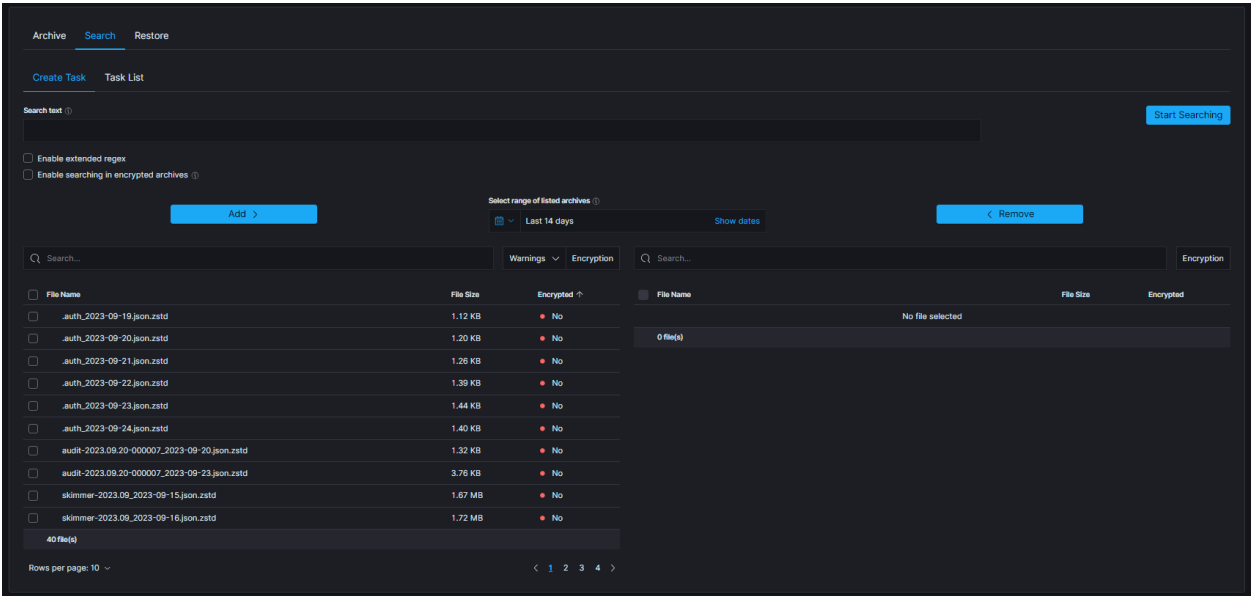 Archive Search Restore
Create Task Task List
Search text
Start Searching
Enable extended regex
Enable searching in encrypted archives
Select range of listed archives
Add
Last 14 days Show dates
Remove
Search... Warnings Encryption
Search... Encryption
File Name File Size Encrypted
File Name File Size Encrypted
.auth_2023-09-19.json.zstd 1.12 KB No
No file selected
.auth_2023-09-20.json.zstd 1.20 KB No
0 file(s)
.auth_2023-09-21.json.zstd 1.26 KB No
.auth_2023-09-22.json.zstd 1.39 KB No
.auth_2023-09-23.json.zstd 1.44 KB No
.auth_2023-09-24.json.zstd 1.40 KB No
audit-2023.09.20-000007_2023-09-20.json.zstd 1.32 KB No
audit-2023.09.20-000007_2023-09-23.json.zstd 3.76 KB No
skimmer-2023.09_2023-09-15.json.zstd 1.67 MB No
skimmer-2023.09_2023-09-16.json.zstd 1.72 MB No
40 file(s)
Rows per page: 10 1 2 3 4